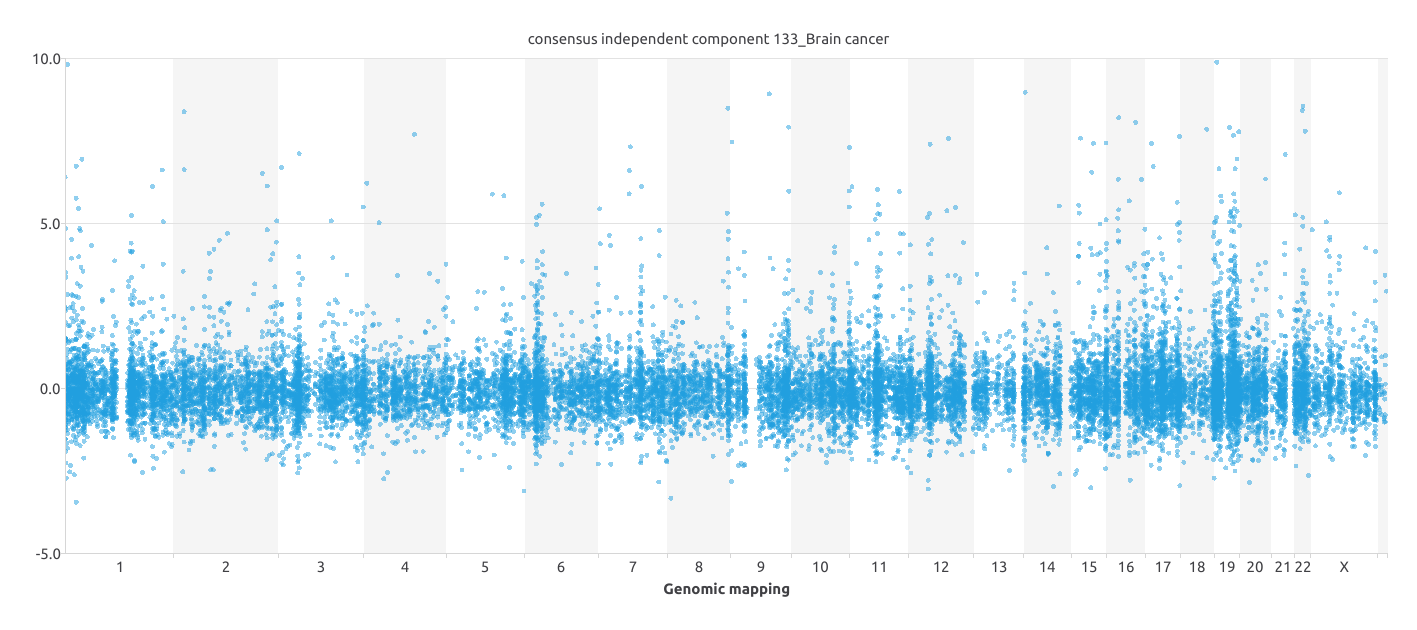 consensus independent component 133_Brain cancer
10.0
5.0
0.0
-5.0
1 2 3 4 5 6 7 8 9 10 11 12 13 14 15 16 17 18 19 20 21 22 X
Genomic mapping